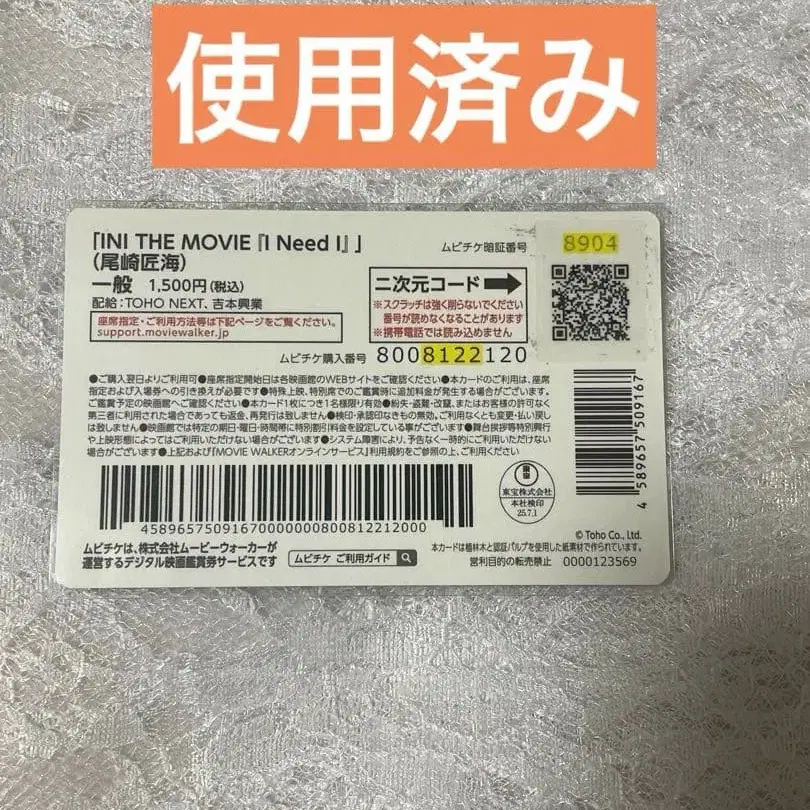 使用済み
「INI THE MOVIE『I Need I』」
(尾崎匠海)
一般 1,500円(税込)
配給:TOHO NEXT、吉本興業
座席指定・ご利用方法等は下記ページをご覧ください。
support.moviewalker.jp
ムビチケ暗証番号 8904
二次元コード
※スクラッチは強く削らないでください
番号が読めなくなることがあります
※携帯電話では読み込めません
ムビチケ購入番号 8008122120
●ご購入翌日よりご利用可●座席指定開始日は各映画館のWEBサイトをご確認ください●本カードのご利用は、座席
指定および入場券への引き換えが必要です●特殊上映、特別席でのご鑑賞時に追加料金が発生する場合がございます。
ご鑑賞予定の映画館へご確認ください●本カード1枚につき1名様限り有効●紛失・盗難・改竄、またはお客様の許可なく
第三者に利用された場合であっても返金、再発行は致しません●検印・承認印なきもの無効。ご利用なくとも変更・払い戻し
は致しません●映画館では特定の期日・曜日・時間帯に特別割引料金を設定している事がございます●舞台挨拶等特別興行
や上映形態によってはご利用いただけない場合がございます●システム障害により、予告なく一時的にご利用いただけない
場合がございます●上記および『MOVIE WALKERオンラインサービス』利用規約をご参照の上、ご利用ください
4589657509167000000080081221 2000
4 589657 509167
東宝株式会社
本社検印
25.7.1
© Toho Co., Ltd.
ムビチケは、株式会社ムービーウォーカーが
運営するデジタル映画鑑賞券サービスです
ムビチケ ご利用ガイド
本カードは植林木と認証パルプを使用した紙素材で作られています。
営利目的の転売禁止 0000123569